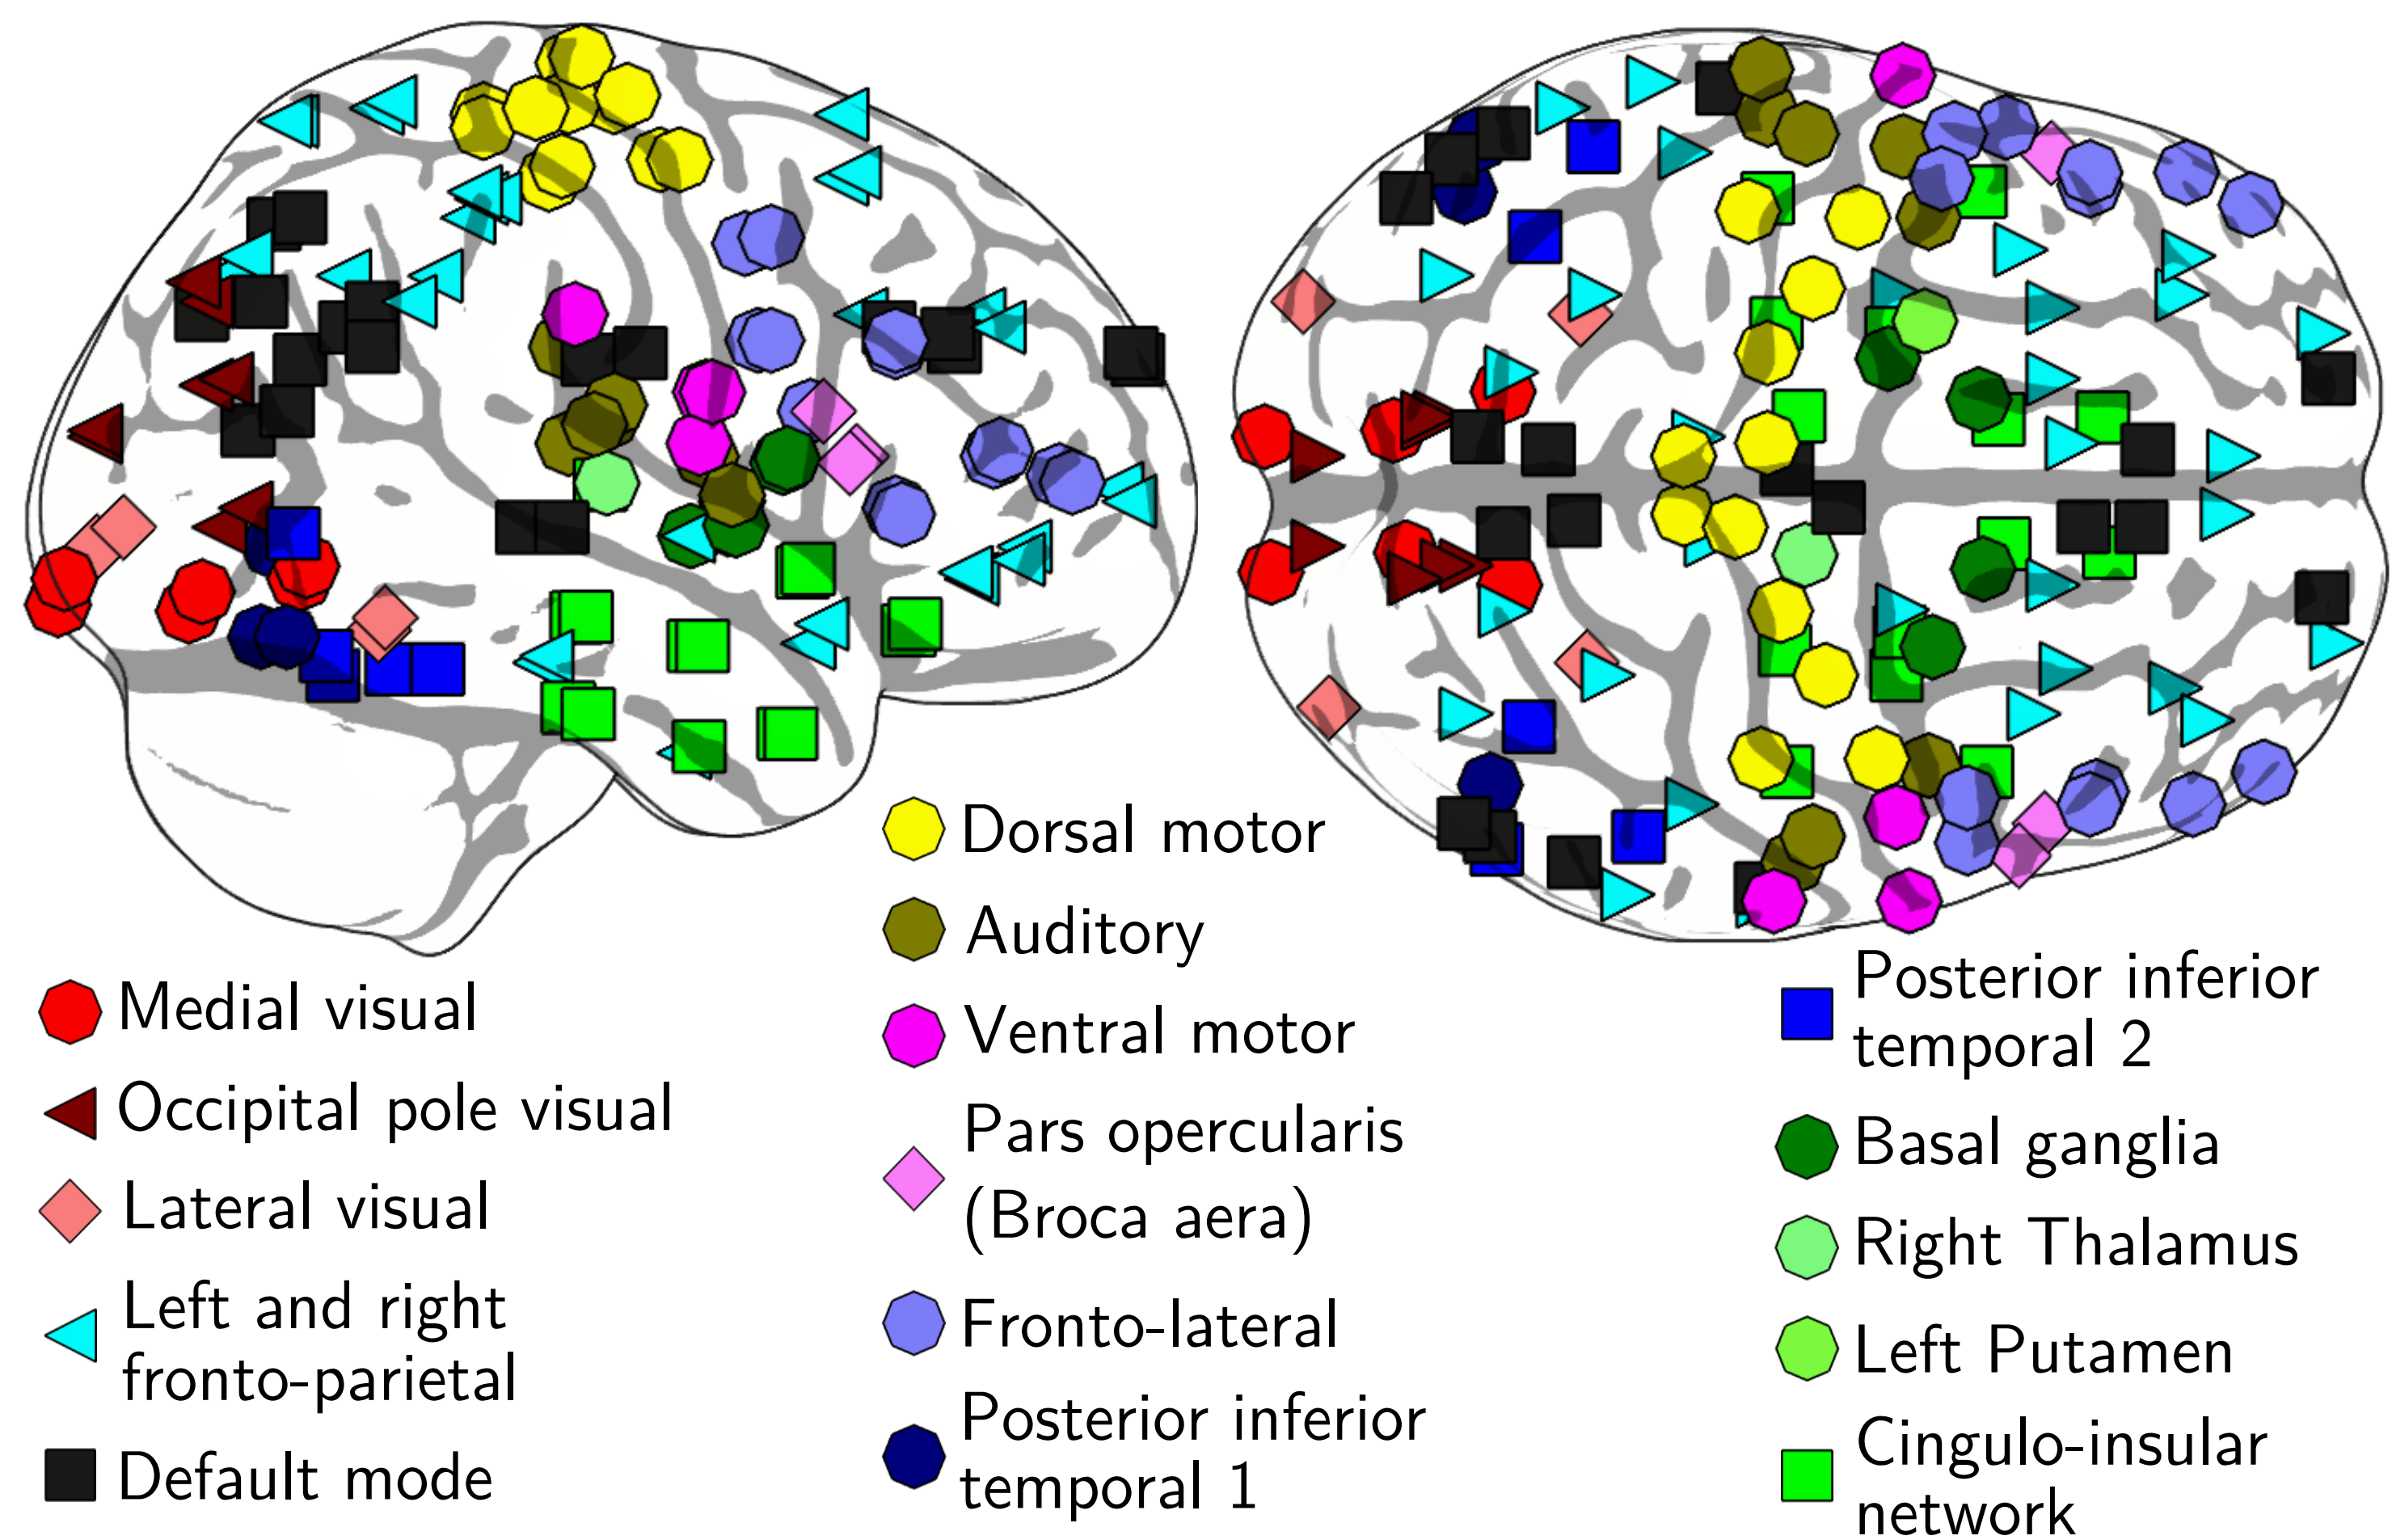 Medial visual
Occipital pole visual
Lateral visual
Left and right
fronto-parietal
Default mode
Dorsal motor
Auditory
Ventral motor
Pars opercularis
(Broca aera)
Fronto-lateral
Posterior inferior
temporal 1
Posterior inferior
temporal 2
Basal ganglia
Right Thalamus
Left Putamen
Cingulo-insular
network